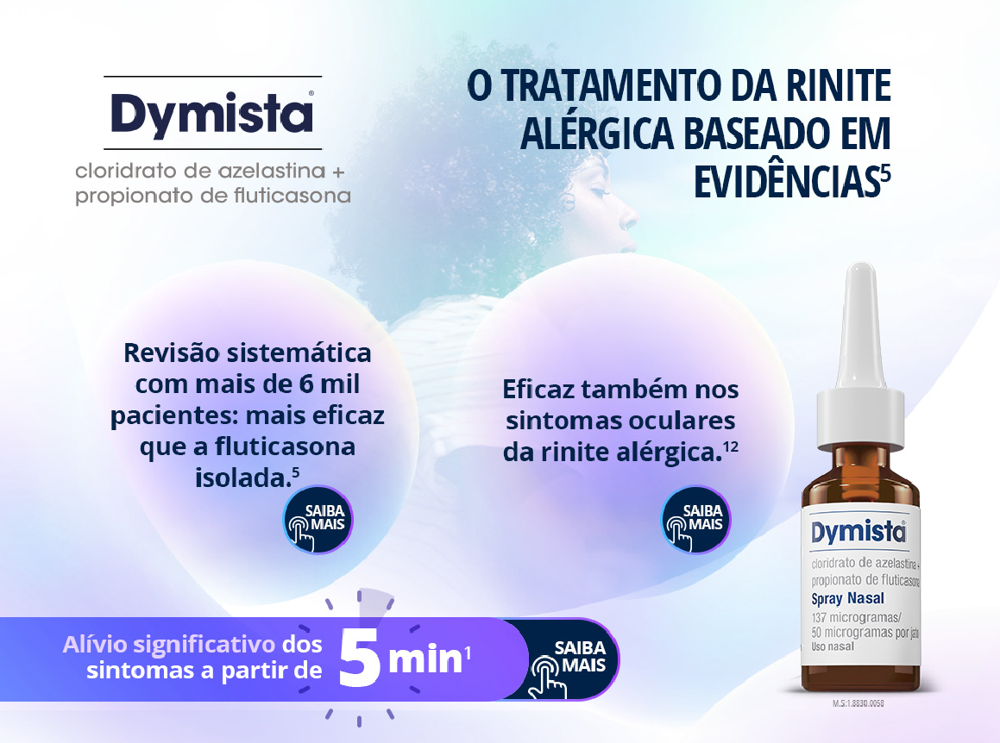 Dymista®
cloridrato de azelastina +
propionato de fluticasona
O TRATAMENTO DA RINITE
ALÉRGICA BASEADO EM
EVIDÊNCIAS⁵
Revisão sistemática
com mais de 6 mil
pacientes: mais eficaz
que a fluticasona
isolada.⁵
SAIBA
MAIS
Eficaz também nos
sintomas oculares
da rinite alérgica.¹²
SAIBA
MAIS
Alívio significativo dos
sintomas a partir de
5 min¹
SAIBA
MAIS
Dymista®
cloridrato de azelastina +
propionato de fluticasona
Spray Nasal
137 microgramas/
50 microgramas por jato
Uso nasal
M.S:1.8830.0058